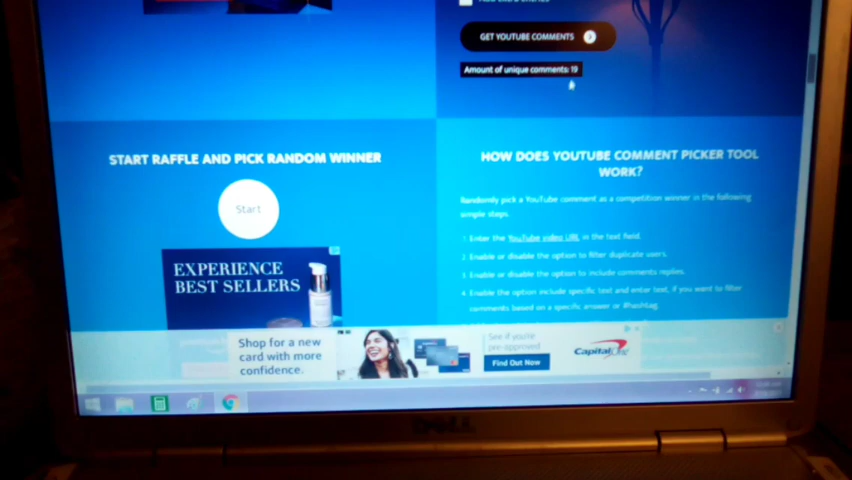 GET YOUTUBE COMMENTS
Amount of unique comments: 19
START RAFFLE AND PICK RANDOM WINNER
Start
EXPERIENCE
BEST SELLERS
HOW DOES YOUTUBE COMMENT PICKER TOOL
WORK?
Randomly pick a YouTube comment as a competition winner in the following
simple steps.
1. Enter the YouTube video URL in the text field.
2. Enable or disable the option to filter duplicate users.
3. Enable or disable the option to include comments replies.
4. Enable the option include specific text and enter text, if you want to filter
comments based on a specific answer or #hashtag.
Shop for a new
card with more
confidence.
See if you're
pre-approved
Find Out Now
Capital One
DELL